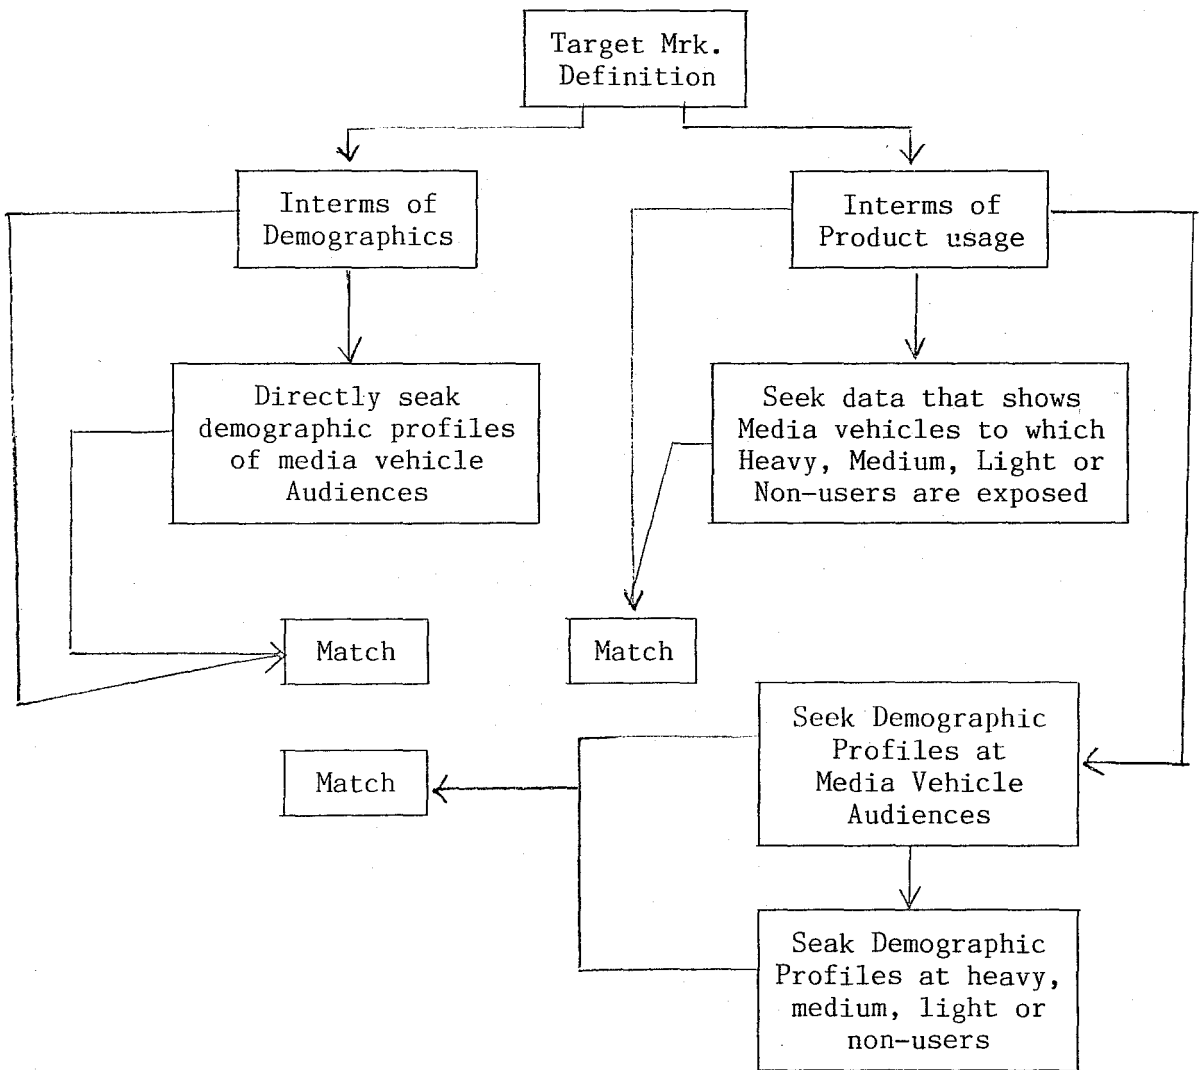 Target Mrk.
Definition
Interms of
Demographics
Interms of
Product usage
Directly seak
demographic profiles
of media vehicle
Audiences
Seek data that shows
Media vehicles to which
Heavy, Medium, Light or
Non-users are exposed
Match
Match
Seek Demographic
Profiles at
Media Vehicle
Audiences
Match
Seak Demographic
Profiles at heavy,
medium, light or
non-users